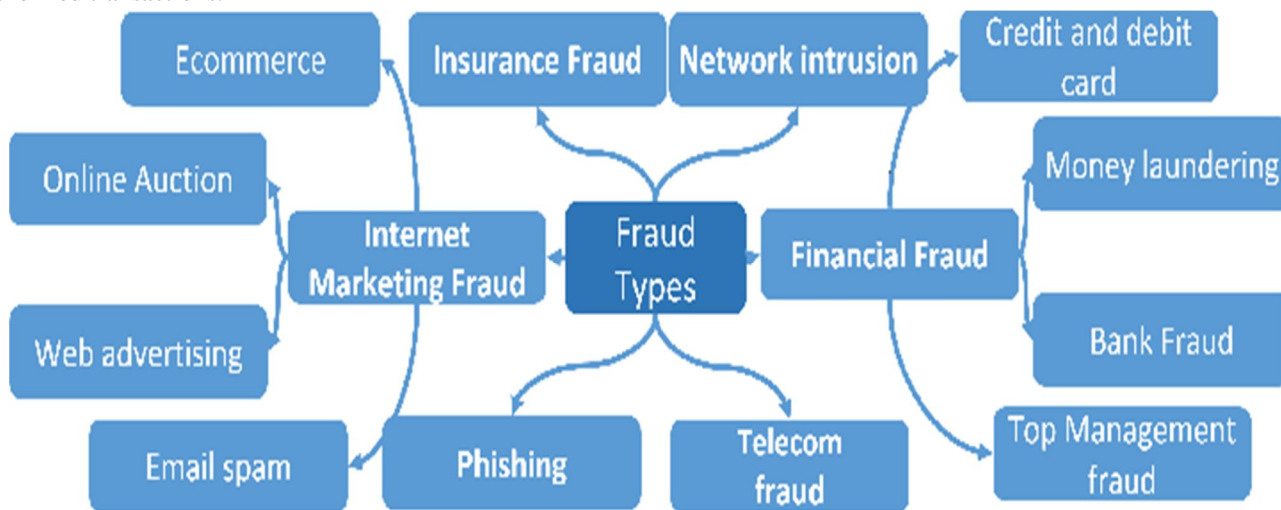 Ecommerce
Insurance Fraud
Network intrusion
Credit and debit
card
Online Auction
Money laundering
Internet
Marketing Fraud
Fraud
Types
Financial Fraud
Web advertising
Bank Fraud
Email spam
Phishing
Telecom
fraud
Top Management
fraud